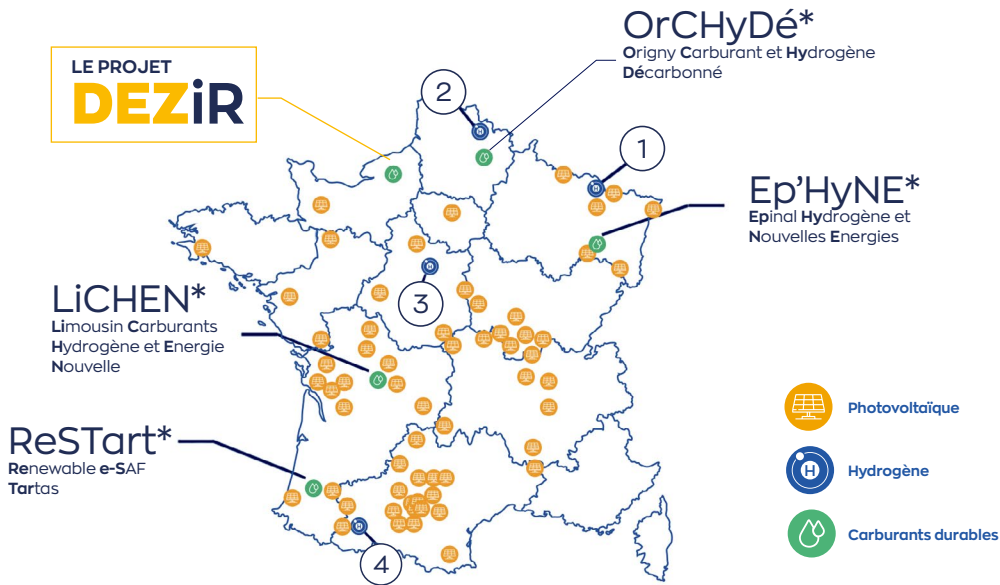 OrCHyDé*
Origny Carburant et Hydrogène
Décarbonné
LE PROJET
DEZiR
2
1
Ep'HyNE*
Epinal Hydrogène et
Nouvelles Energies
LiCHEN*
Limousin Carburants
Hydrogène et Energie
Nouvelle
3
ReSTart*
Renewable e-SAF
Tartas
4
Photovoltaïque
H
Hydrogène
Carburants durables